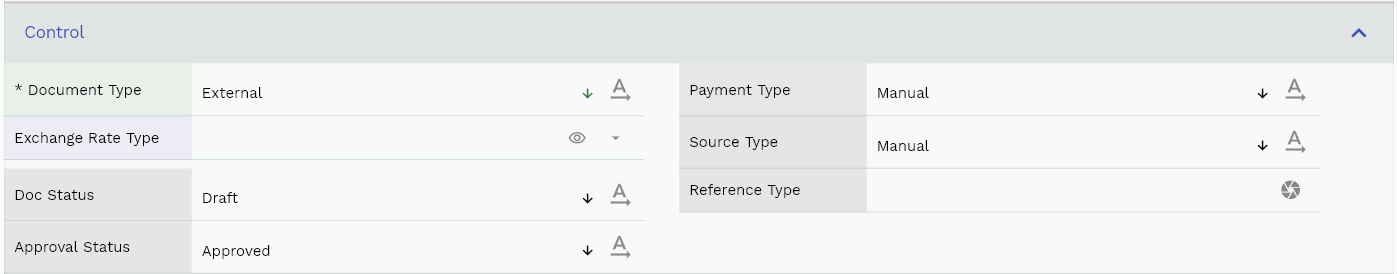 Control
* Document Type External
Exchange Rate Type
Doc Status Draft
Approval Status Approved
Payment Type Manual
Source Type Manual
Reference Type